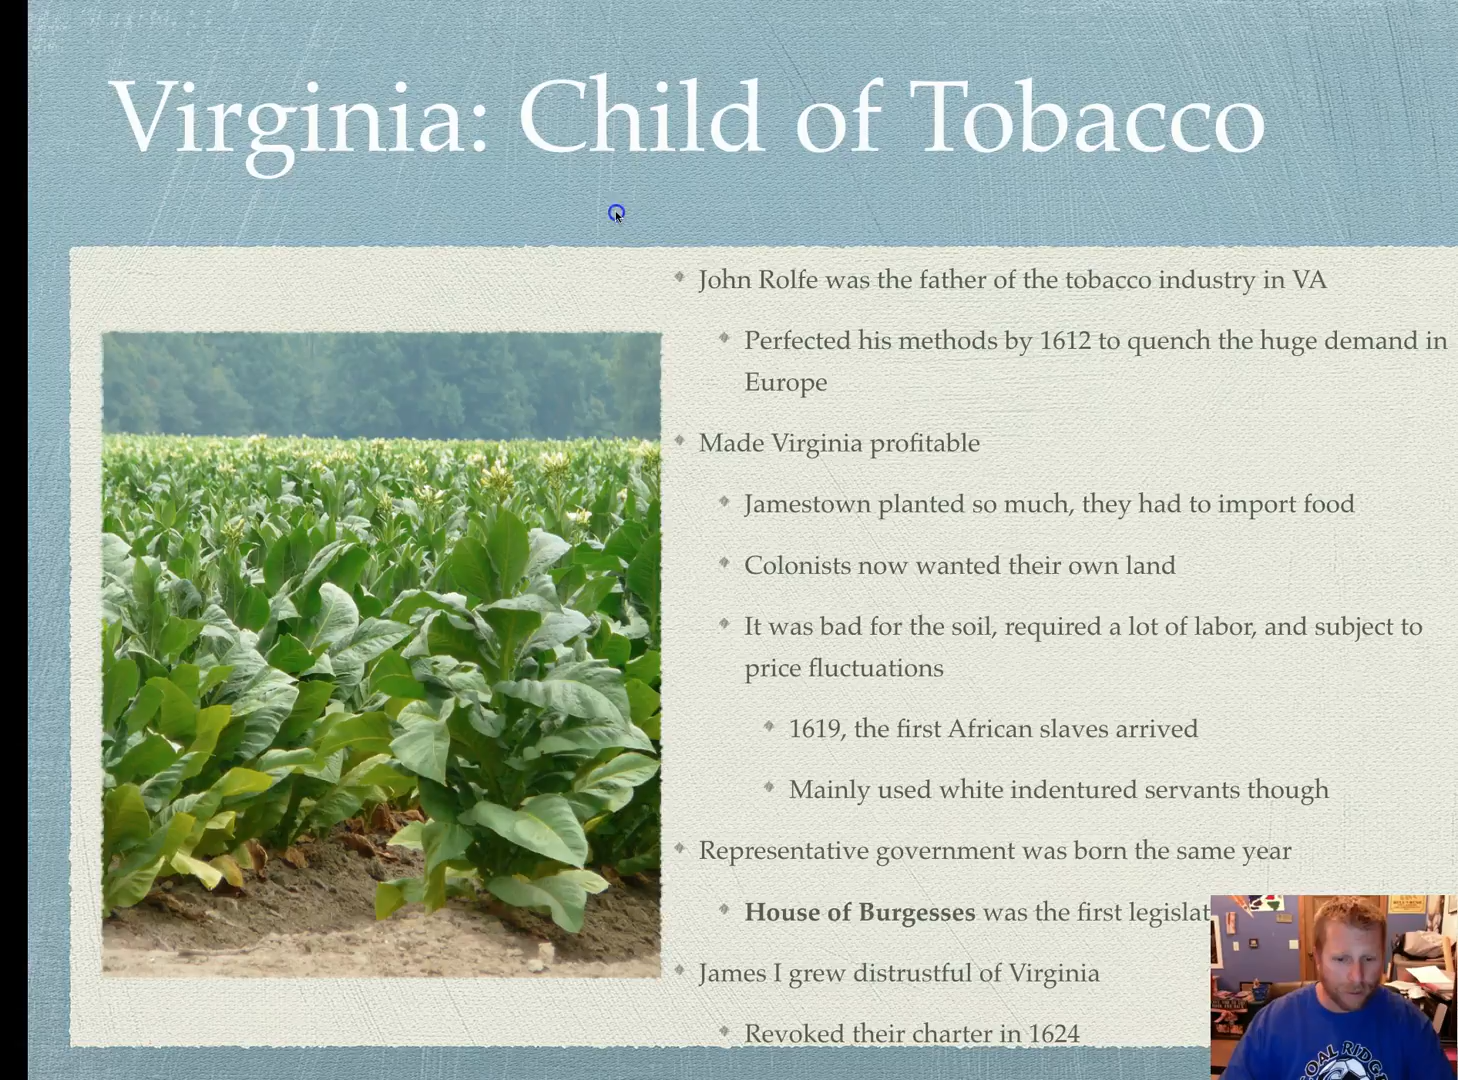 Virginia: Child of Tobacco
John Rolfe was the father of the tobacco industry in VA
Perfected his methods by 1612 to quench the huge demand in
Europe
Made Virginia profitable
Jamestown planted so much, they had to import food
Colonists now wanted their own land
It was bad for the soil, required a lot of labor, and subject to
price fluctuations
1619, the first African slaves arrived
Mainly used white indentured servants though
Representative government was born the same year
House of Burgesses was the first legislat
James I grew distrustful of Virginia
Revoked their charter in 1624